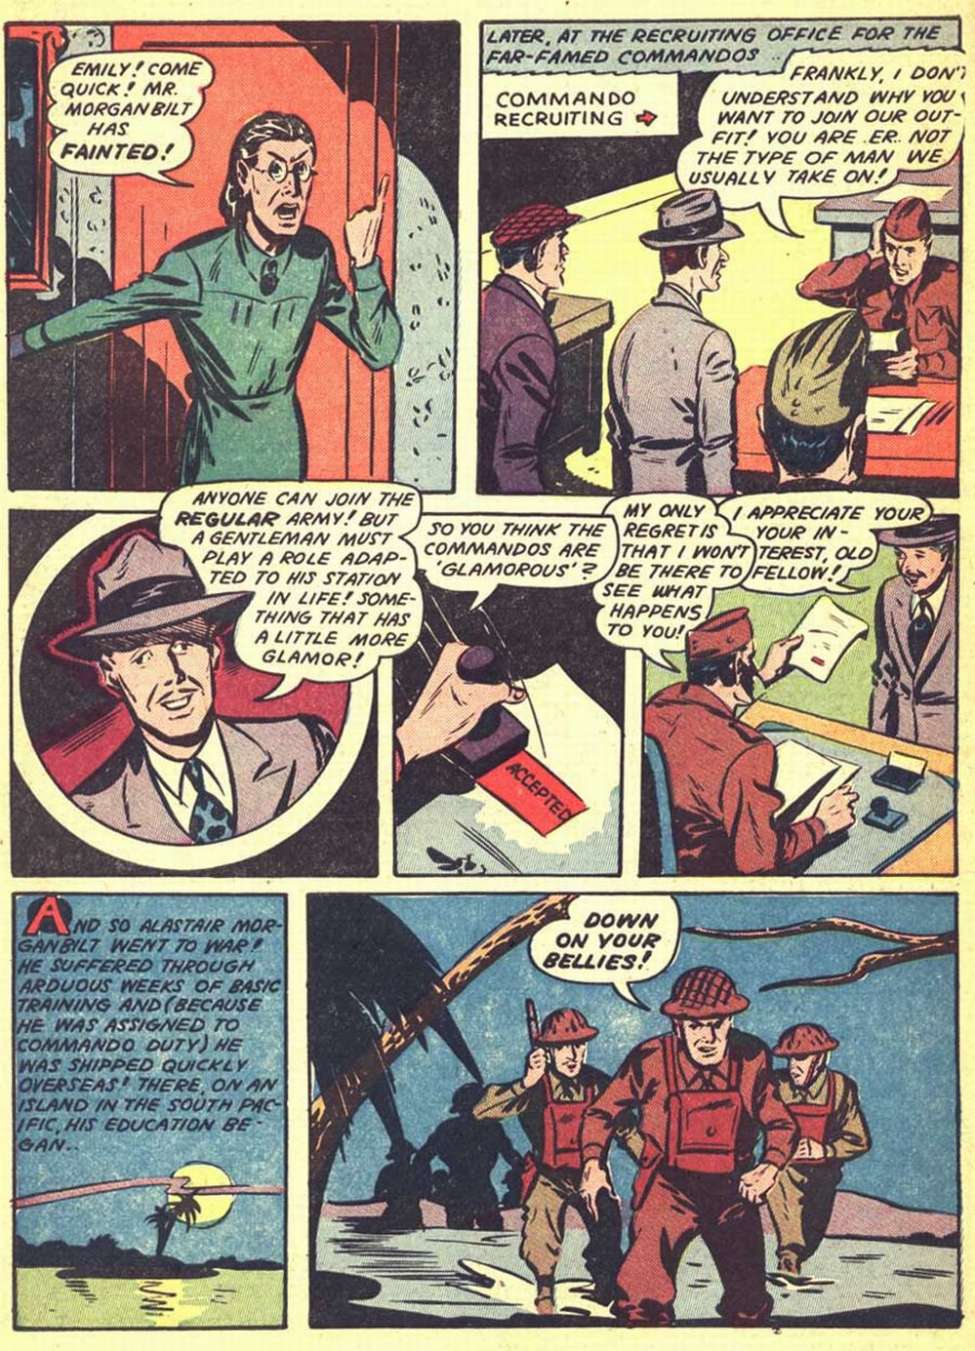 EMILY! COME
QUICK! MR.
MORGANBILT
HAS
FAINTED!
LATER, AT THE RECRUITING OFFICE FOR THE
FAR-FAMED COMMANDOS ..
COMMANDO
RECRUITING
FRANKLY, I DON'T
UNDERSTAND WHY YOU
WANT TO JOIN OUR OUT-
FIT! YOU ARE .ER.. NOT
THE TYPE OF MAN WE
USUALLY TAKE ON!
ANYONE CAN JOIN THE
REGULAR ARMY! BUT
A GENTLEMAN MUST
PLAY A ROLE ADAP-
TED TO HIS STATION
IN LIFE! SOME-
THING THAT HAS
A LITTLE MORE
GLAMOR!
SO YOU THINK THE
COMMANDOS ARE
'GLAMOROUS'?
ACCEPTED
MY ONLY
REGRET IS
THAT I WON'T
BE THERE TO
SEE WHAT
HAPPENS
TO YOU!
I APPRECIATE YOUR
YOUR IN-
TEREST, OLD
FELLOW!
AND SO ALASTAIR MOR-
GANBILT WENT TO WAR!
HE SUFFERED THROUGH
ARDUOUS WEEKS OF BASIC
TRAINING AND (BECAUSE
HE WAS ASSIGNED TO
COMMANDO DUTY) HE
WAS SHIPPED QUICKLY
OVERSEAS! THERE, ON AN
ISLAND IN THE SOUTH PAC-
IFIC, HIS EDUCATION BE-
GAN..
DOWN
ON YOUR
BELLIES!